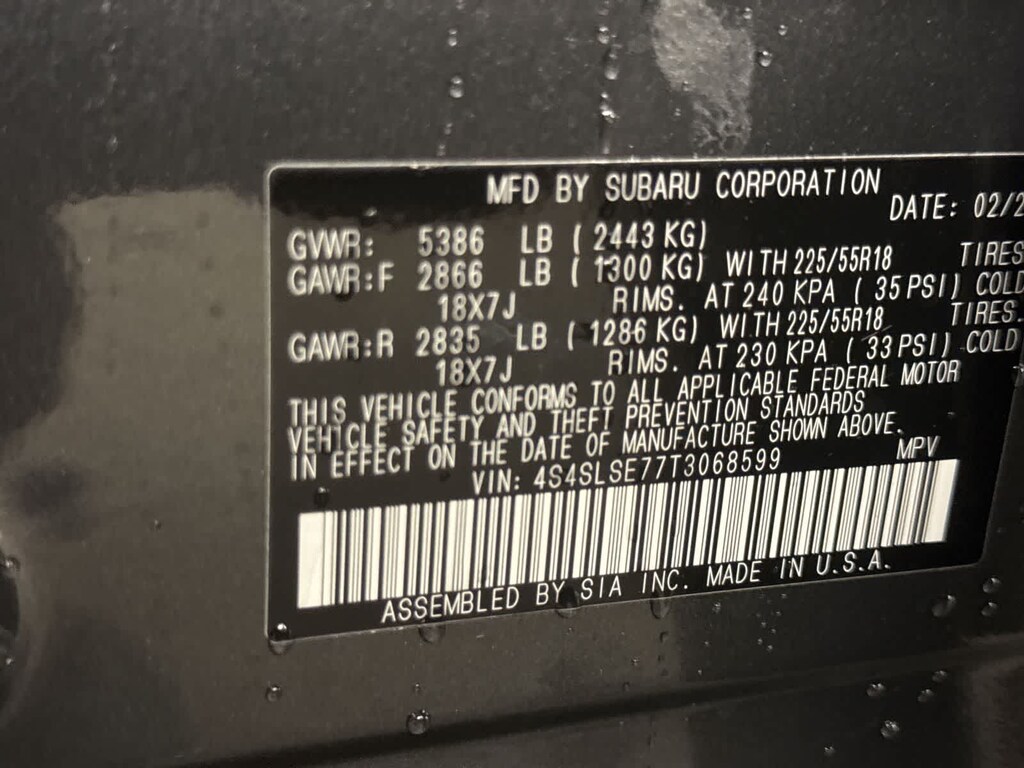 MFD BY SUBARU CORPORATION
DATE: 02/2
GVWR: 5386 LB ( 2443 KG)
GAWR:F 2866 LB ( 1300 KG) WITH 225/55R18 TIRES
18X7J RIMS. AT 240 KPA ( 35 PSI) COLD
GAWR:R 2835 LB ( 1286 KG) WITH 225/55R18 TIRES.
18X7J RIMS. AT 230 KPA ( 33 PSI) COLD
THIS VEHICLE CONFORMS TO ALL APPLICABLE FEDERAL MOTOR
VEHICLE SAFETY AND THEFT PREVENTION STANDARDS
IN EFFECT ON THE DATE OF MANUFACTURE SHOWN ABOVE.
VIN: 4S4SLSE77T3068599 MPV
ASSEMBLED BY SIA INC. MADE IN U.S.A.